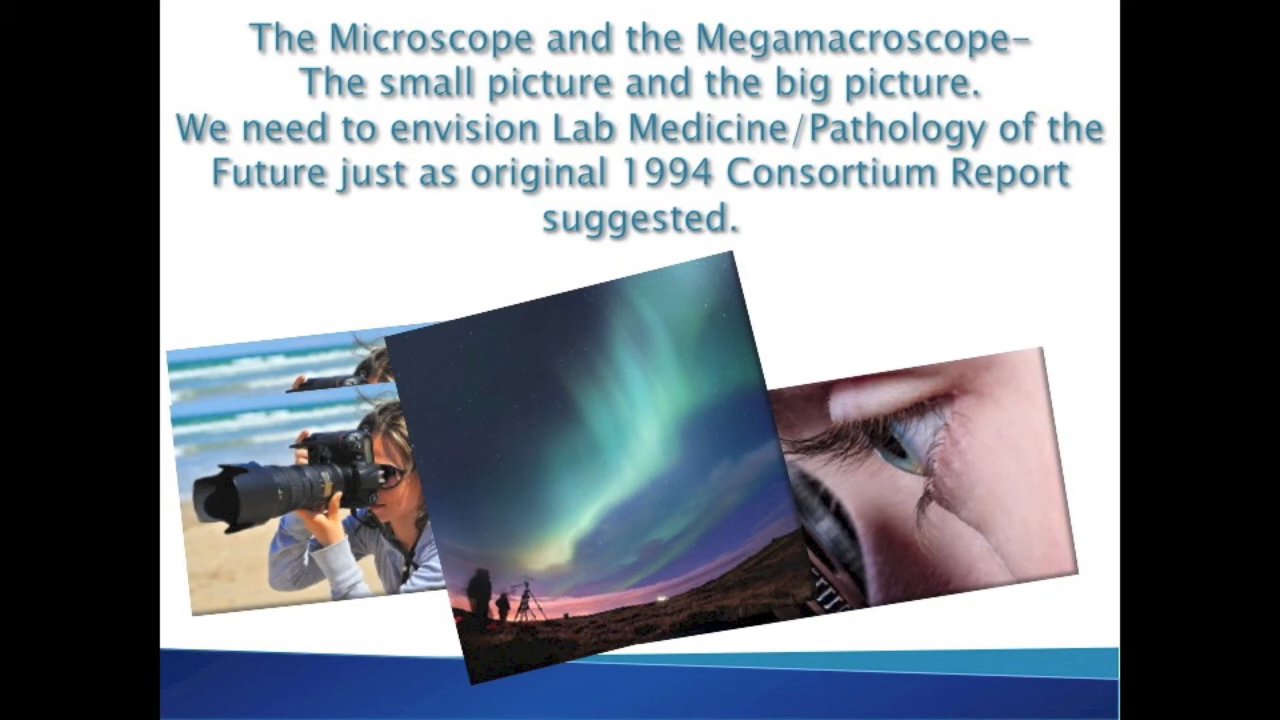 The Microscope and the Megamacroscope-
The small picture and the big picture.
We need to envision Lab Medicine/Pathology of the
Future just as original 1994 Consortium Report
suggested.